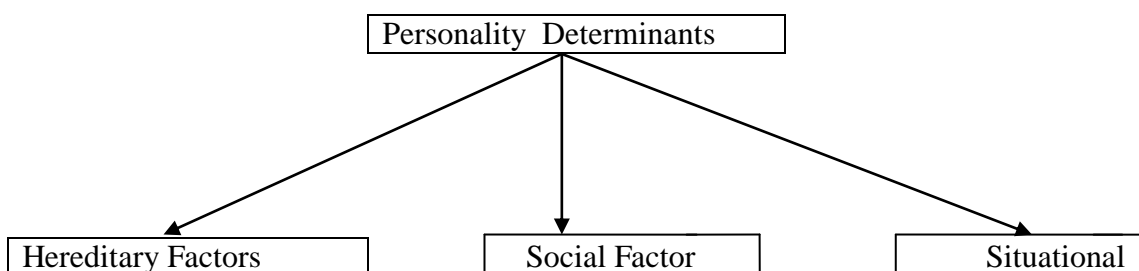 Personality Determinants
Hereditary Factors
Social Factor
Situational